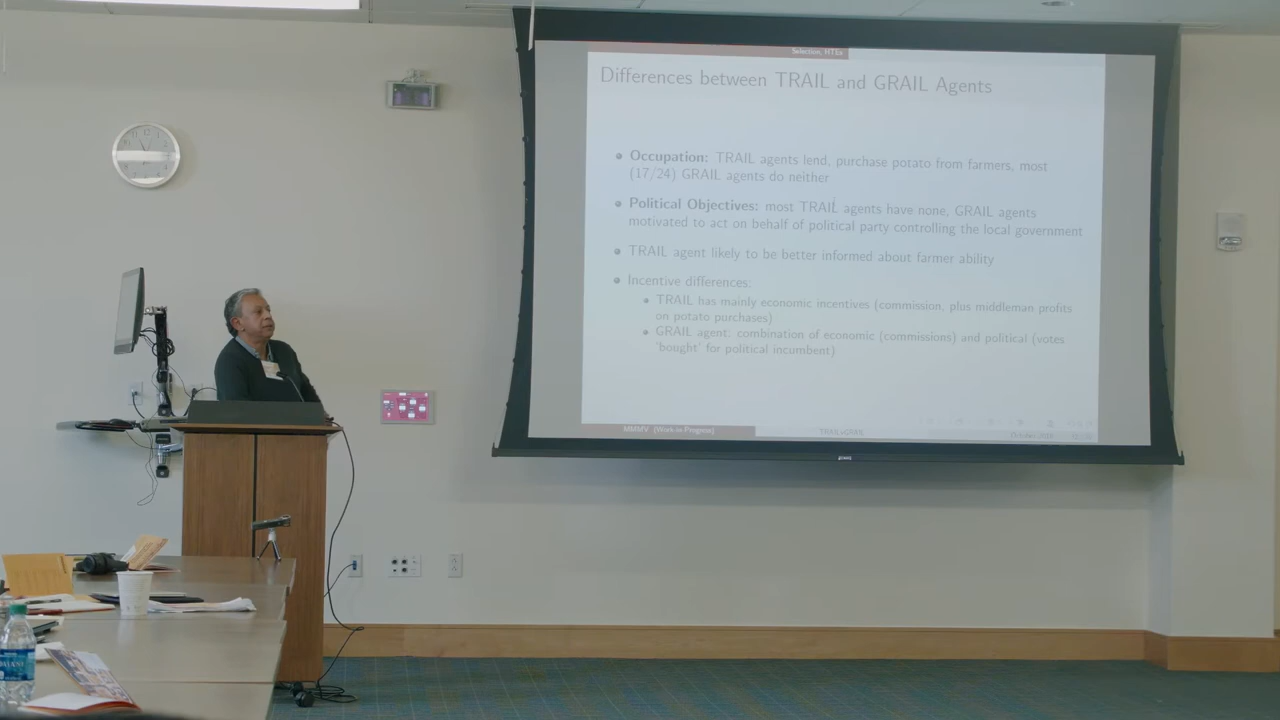 Selection, HTEs
Differences between TRAIL and GRAIL Agents
Occupation: TRAIL agents lend, purchase potato from farmers, most
(17/24) GRAIL agents do neither
Political Objectives: most TRAIL agents have none, GRAIL agents
motivated to act on behalf of political party controlling the local government
TRAIL agent likely to be better informed about farmer ability
Incentive differences:
TRAIL has mainly economic incentives (commission, plus middleman profits
on potato purchases)
GRAIL agent: combination of economic (commissions) and political (votes
'bought' for political incumbent)
MMMV (Work-in-Progress)